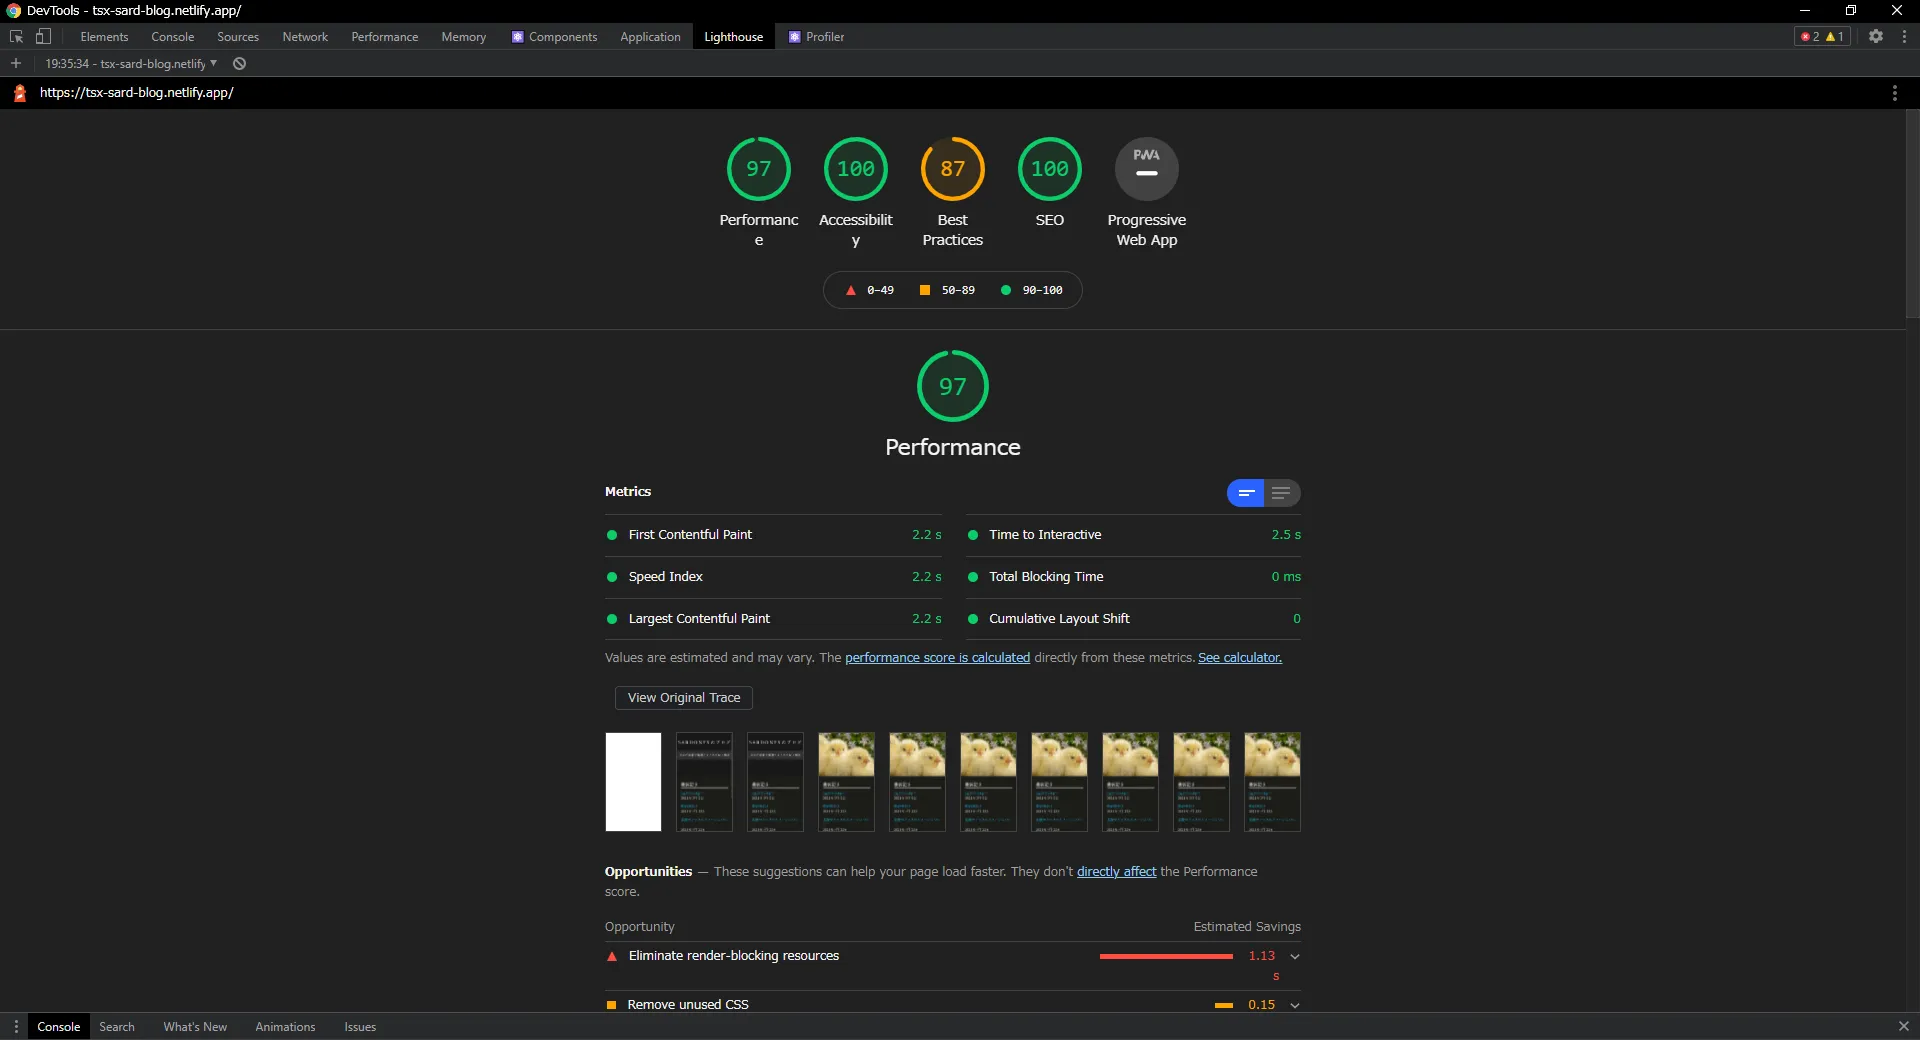 DevTools - tsx-sard-blog.netlify.app/
Elements Console Sources Network Performance Memory Components Application Lighthouse Profiler 2 1
19:35:34 - tsx-sard-blog.netlify.
https://tsx-sard-blog.netlify.app/
97 100 87 100 PWA
Performanc
e
Accessibilit
y
Best
Practices
SEO
Progressive
Web App
0–49 50–89 90–100
97
Performance
Metrics
First Contentful Paint 2.2 s
Time to Interactive 2.5 s
Speed Index 2.2 s
Total Blocking Time 0 ms
Largest Contentful Paint 2.2 s
Cumulative Layout Shift 0
Values are estimated and may vary. The performance score is calculated directly from these metrics. See calculator.
View Original Trace
Opportunities — These suggestions can help your page load faster. They don't directly affect the Performance
score.
Opportunity Estimated Savings
Eliminate render-blocking resources 1.13
s
Remove unused CSS 0.15
Console Search What's New Animations Issues